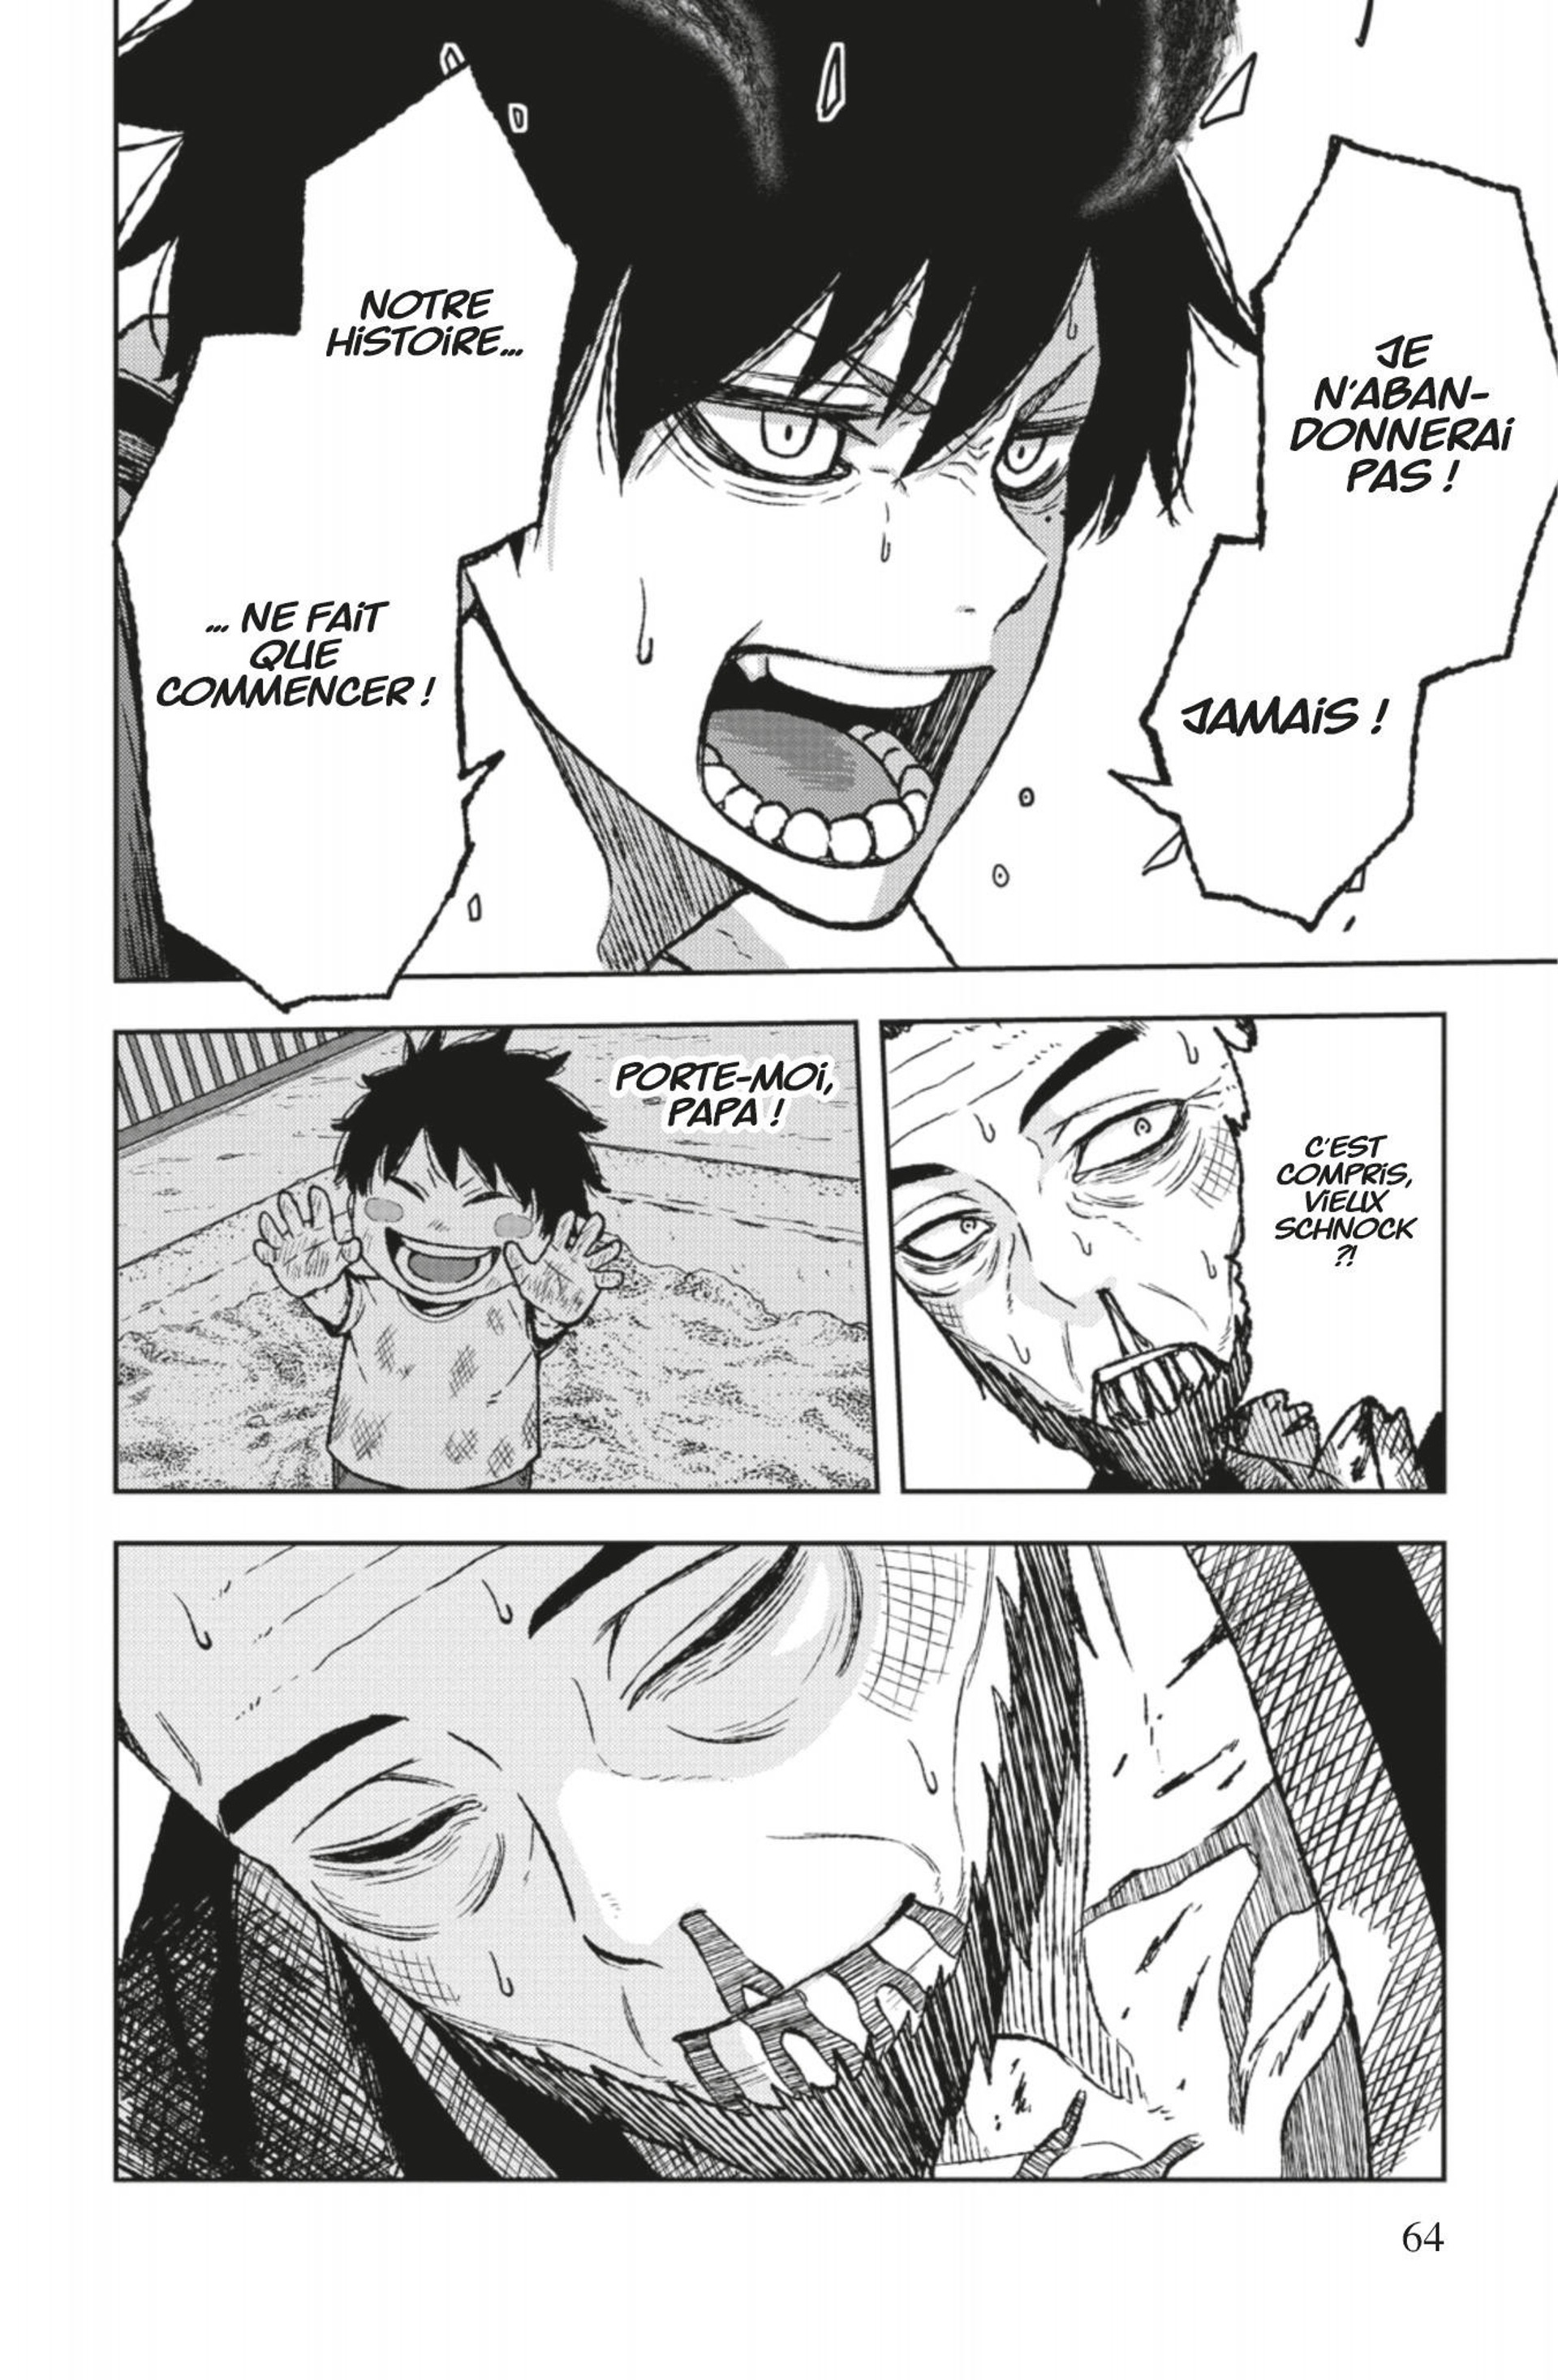 JE
N'ABAN-
DONNERAi
PAS !
JAMAiS !
NOTRE
HiSTOiRE...
... NE FAiT
QUE
COMMENCER !
C'EST
COMPRiS,
ViEUX
SCHNOCK
?!
PORTE-MOi,
PAPA !
64